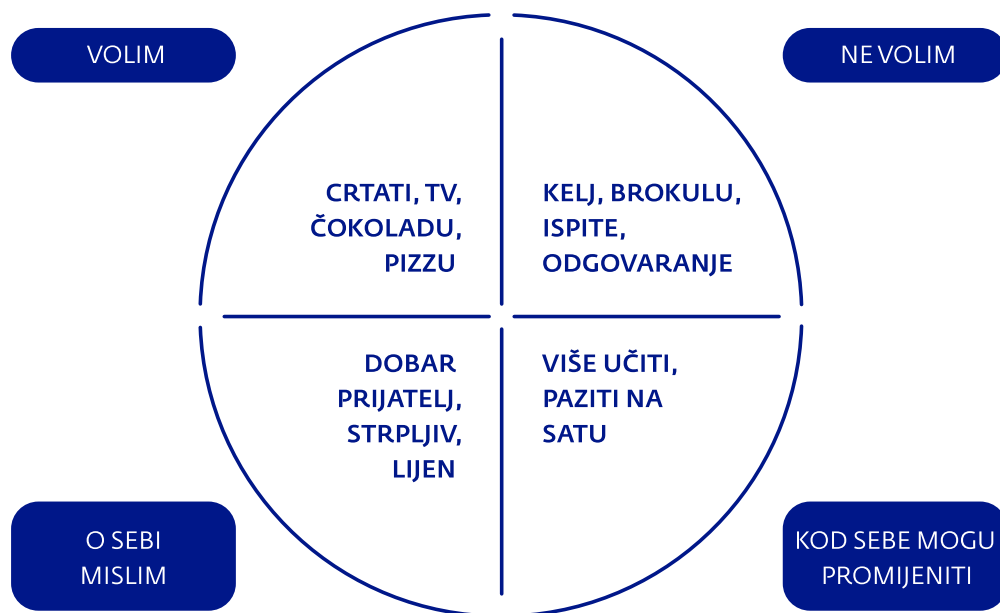 VOLIM
NE VOLIM
CRTATI, TV,
ČOKOLADU,
PIZZU
KELJ, BROKULU,
ISPITE,
ODGOVARANJE
DOBAR
PRIJATELJ,
STRPLJIV,
LIJEN
VIŠE UČITI,
PAZITI NA
SATU
O SEBI
MISLIM
KOD SEBE MOGU
PROMIJENITI